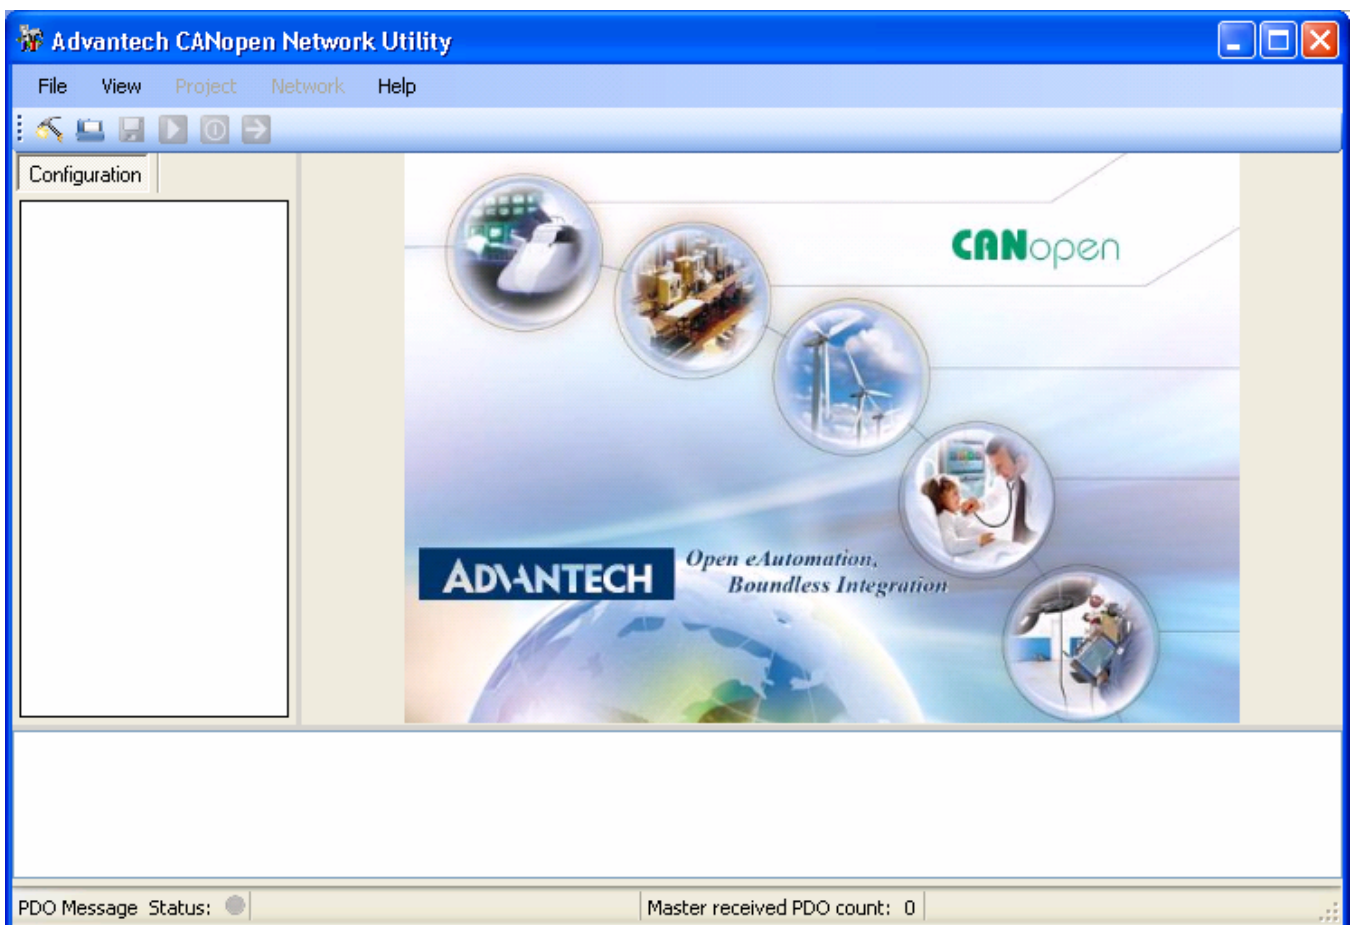 Advantech CANopen Network Utility
File View Project Network Help
Configuration
CANopen
ADVANTECH
Open eAutomation,
Boundless Integration
PDO Message Status:
Master received PDO count: 0